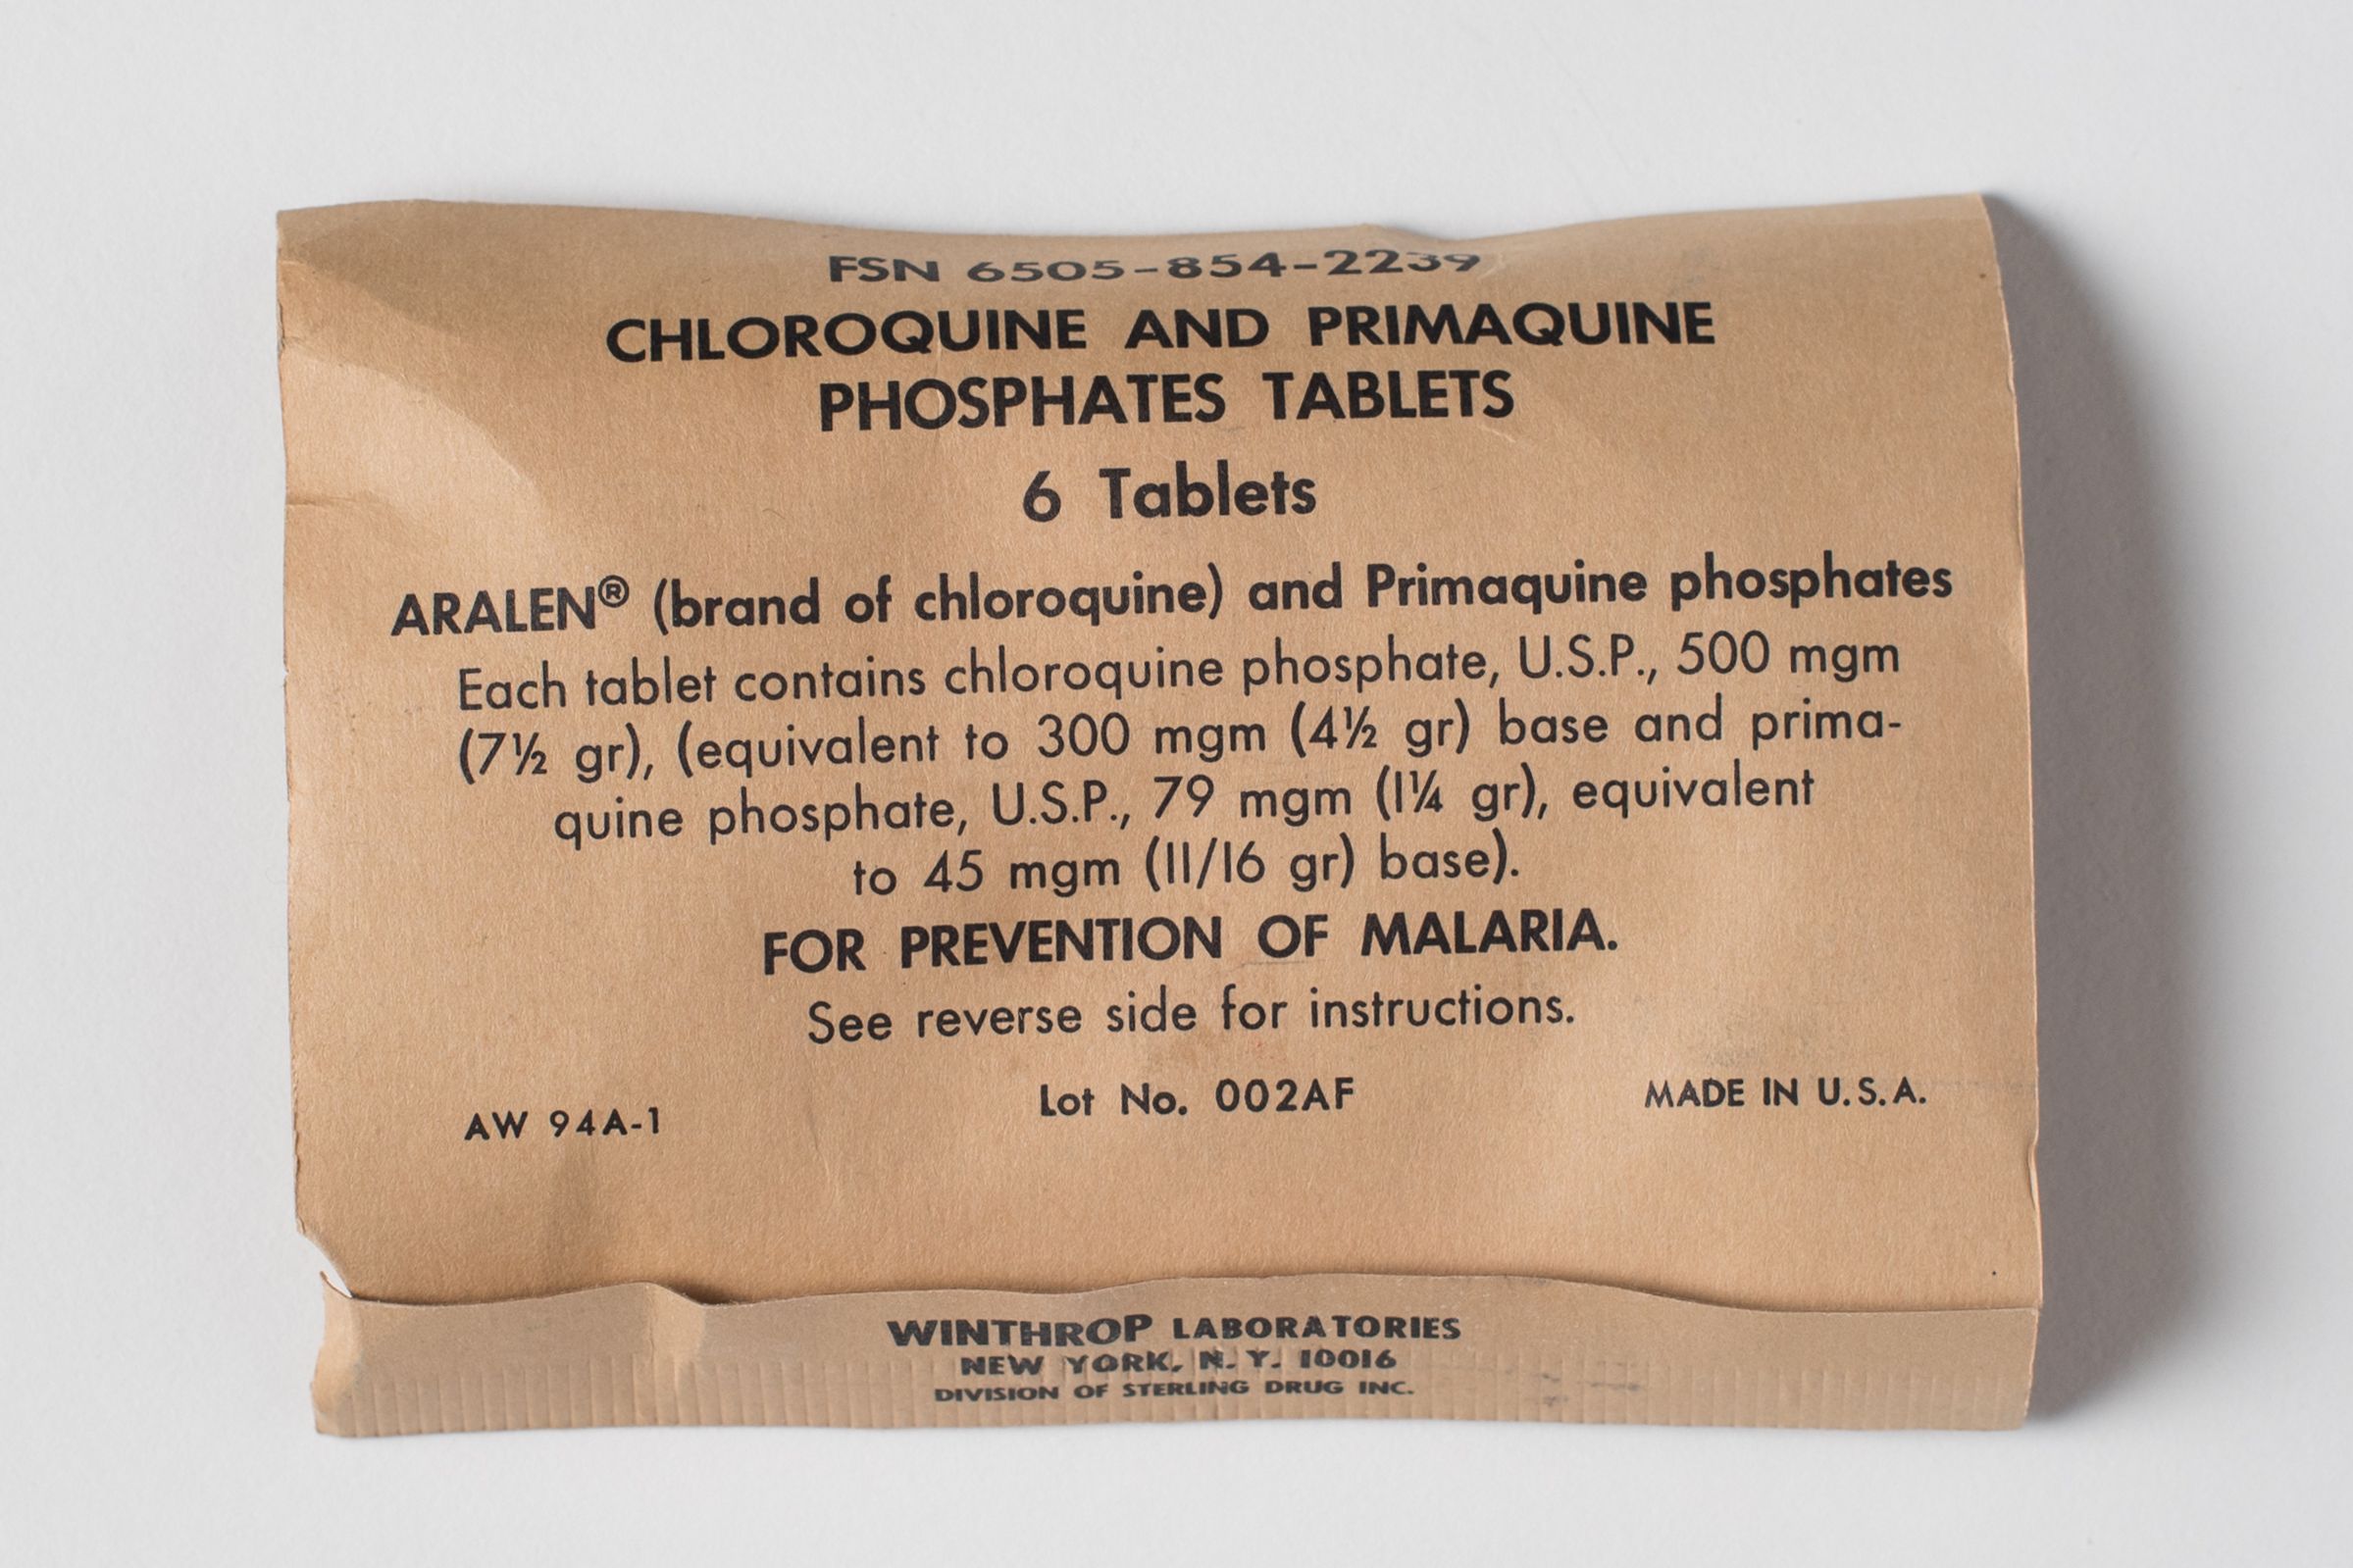 FSN 6505-854-2239
CHLOROQUINE AND PRIMAQUINE
PHOSPHATES TABLETS
6 Tablets
ARALEN® (brand of chloroquine) and Primaquine phosphates
Each tablet contains chloroquine phosphate, U.S.P., 500 mgm
(7½ gr), (equivalent to 300 mgm (4½ gr) base and prima-
quine phosphate, U.S.P., 79 mgm (1¼ gr), equivalent
to 45 mgm (11/16 gr) base).
FOR PREVENTION OF MALARIA.
See reverse side for instructions.
AW 94A-1 Lot No. 002AF MADE IN U.S.A.
WINTHROP LABORATORIES
NEW YORK, N.Y. 10016
DIVISION OF STERLING DRUG INC.